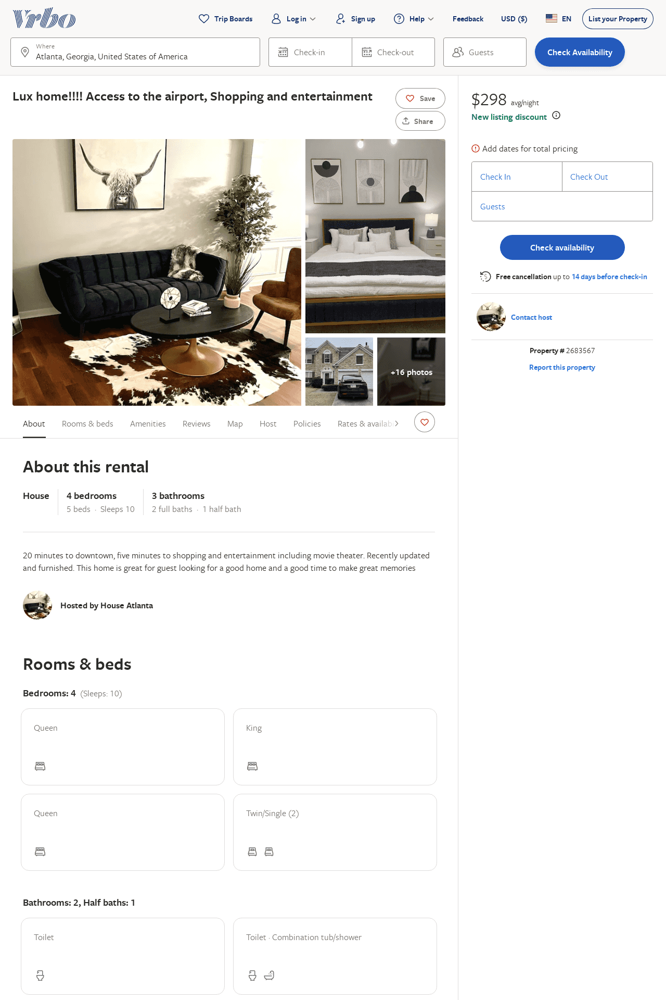 Vrbo
Trip Boards
Log in
Sign up
Help
Feedback
USD ($)
EN
List your Property
Where
Atlanta, Georgia, United States of America
Check-in
Check-out
Guests
Check Availability
Lux home!!!! Access to the airport, Shopping and entertainment
Save
Share
$298 avg/night
New listing discount
Add dates for total pricing
Check In
Check Out
Guests
Check availability
Free cancellation up to 14 days before check-in
Contact host
Property # 2683567
Report this property
PARIS
+16 photos
About
Rooms & beds
Amenities
Reviews
Map
Host
Policies
Rates & availabi
About this rental
House
4 bedrooms
5 beds · Sleeps 10
3 bathrooms
2 full baths · 1 half bath
20 minutes to downtown, five minutes to shopping and entertainment including movie theater. Recently updated
and furnished. This home is great for guest looking for a good home and a good time to make great memories
Hosted by House Atlanta
Rooms & beds
Bedrooms: 4 (Sleeps: 10)
Queen
King
Queen
Twin/Single (2)
Bathrooms: 2, Half baths: 1
Toilet
Toilet · Combination tub/shower